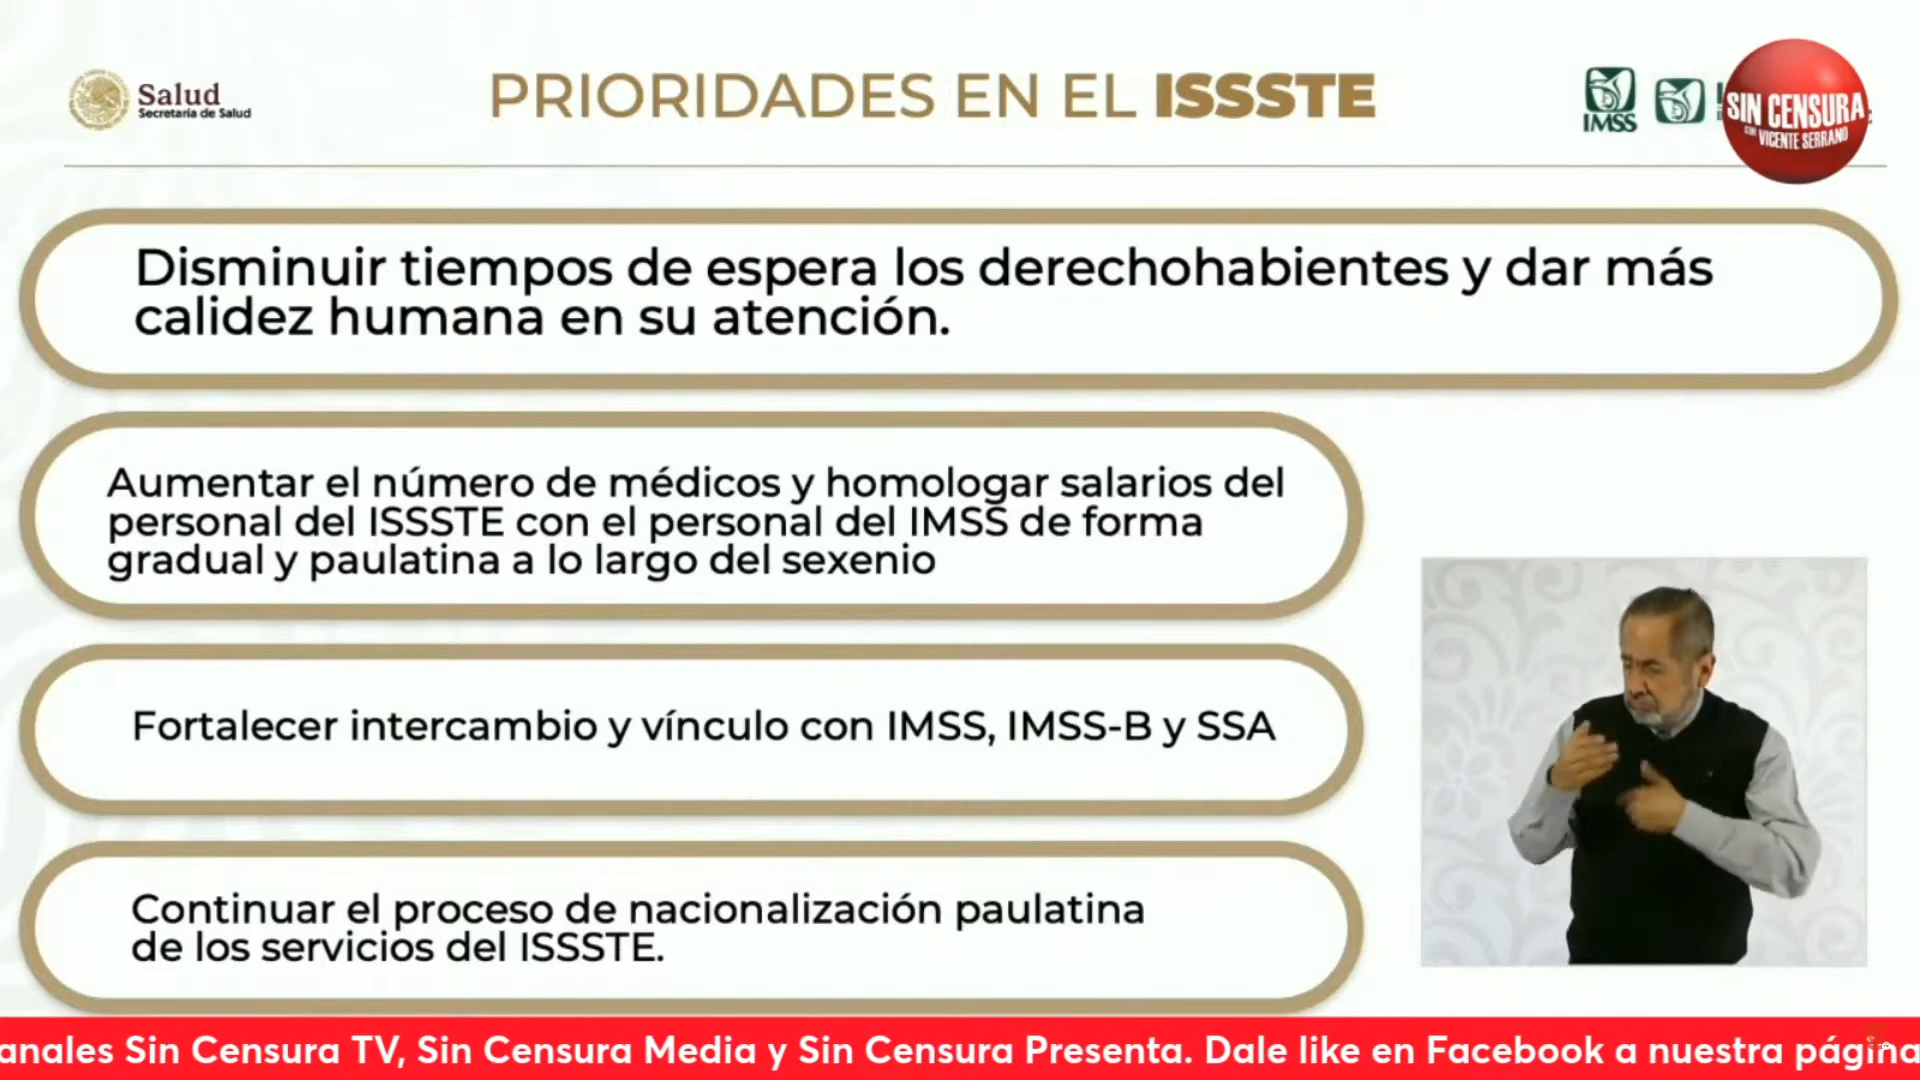 Salud
Secretaría de Salud
PRIORIDADES EN EL ISSSTE
IMSS
SIN CENSURA
CON VICENTE SERRANO
Disminuir tiempos de espera los derechohabientes y dar más
calidez humana en su atención.
Aumentar el número de médicos y homologar salarios del
personal del ISSSTE con el personal del IMSS de forma
gradual y paulatina a lo largo del sexenio
Fortalecer intercambio y vínculo con IMSS, IMSS-B y SSA
Continuar el proceso de nacionalización paulatina
de los servicios del ISSSTE.
anales Sin Censura TV, Sin Censura Media y Sin Censura Presenta. Dale like en Facebook a nuestra página